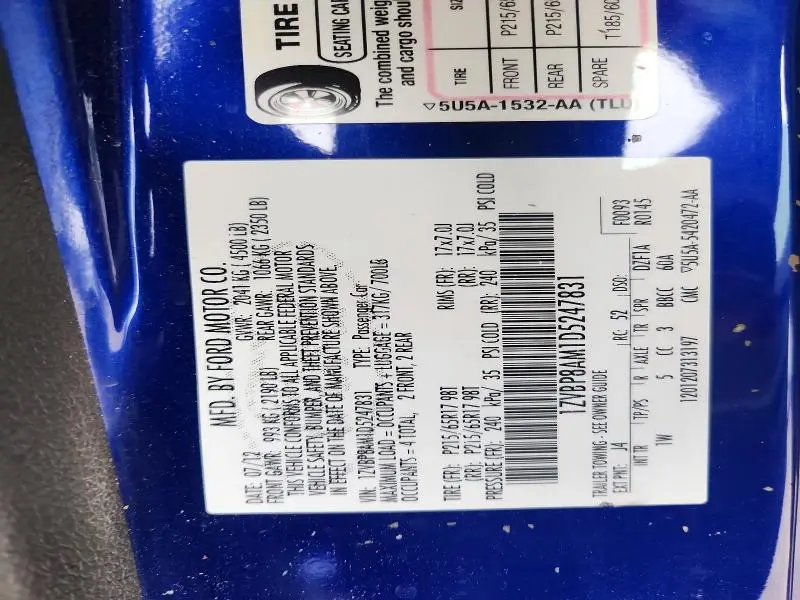 TIRE
SEATING CA
The combined weig
and cargo shou
TIRE SIZ
FRONT P215/6
REAR P215/6
SPARE T185/60
▽5U5A-1532-AA (TLU
MFD. BY FORD MOTOR CO.
DATE: 07/12 GVWR: 2041 KG ( 4500 LB)
FRONT GAWR: 993 KG ( 2190 LB) REAR GAWR: 1066 KG ( 2350 LB)
THIS VEHICLE CONFORMS TO ALL APPLICABLE FEDERAL MOTOR
VEHICLE SAFETY, BUMPER, AND THEFT PREVENTION STANDARDS
IN EFFECT ON THE DATE OF MANUFACTURE SHOWN ABOVE.
VIN: 1ZVBP8AM1D5247831 TYPE: Passenger Car
MAXIMUM LOAD = OCCUPANTS + LUGGAGE = 317KG / 700LB
OCCUPANTS = 4 TOTAL, 2 FRONT, 2 REAR
TIRE (FR): P215/65R17 98T RIMS (FR): 17x7.0J
(RR): P215/65R17 98T (RR): 17x7.0J
PRESSURE (FR): 240 kPa/ 35 PSI COLD (RR): 240 kPa/ 35 PSI COLD
1ZVBP8AM1D5247831
TRAILER TOWING - SEE OWNER GUIDE
EXT PNT: J4 RC: 52 DSO: F0093
INT TR TP/PS R AXLE TR SPR DZF1A R0145
1W 5 CC 3 BBCC 60A
1201207313197 CMC ▽5U5A-5420472-AA